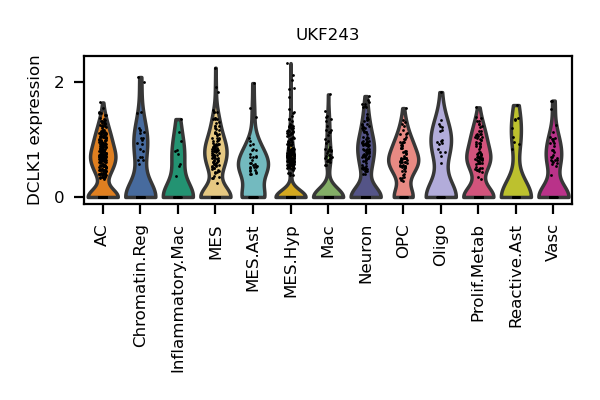 UKF243
DCLK1 expression
2
0
AC
Chromatin.Reg
Inflammatory.Mac
MES
MES.Ast
MES.Hyp
Mac
Neuron
OPC
Oligo
Prolif.Metab
Reactive.Ast
Vasc